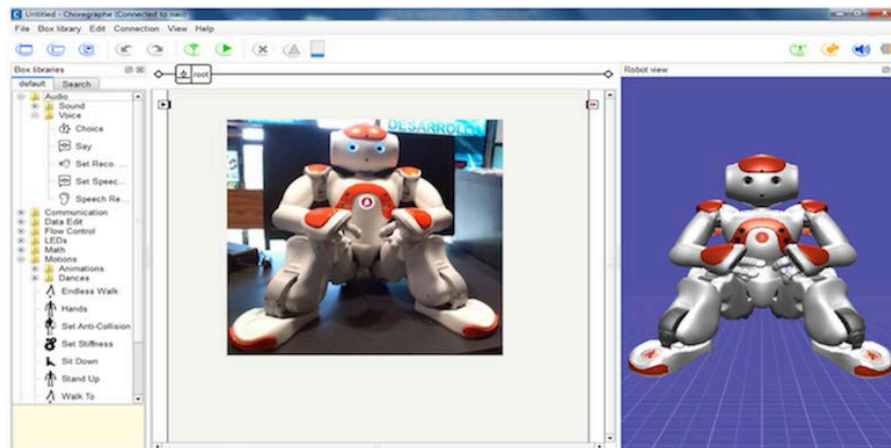 Untitled - Choregraphe (Connected to nao)
File Box library Edit Connection View Help
Box libraries
default Search
root
Robot view
Audio
Sound
Voice
Choice
Say
Set Reco. ...
Set Speec...
Speech Re...
Communication
Data Edit
Flow Control
LEDs
Math
Motions
Animations
Dances
Endless Walk
Hands
Set Anti-Collision
Set Stiffness
Sit Down
Stand Up
Walk To
DESARROLLO